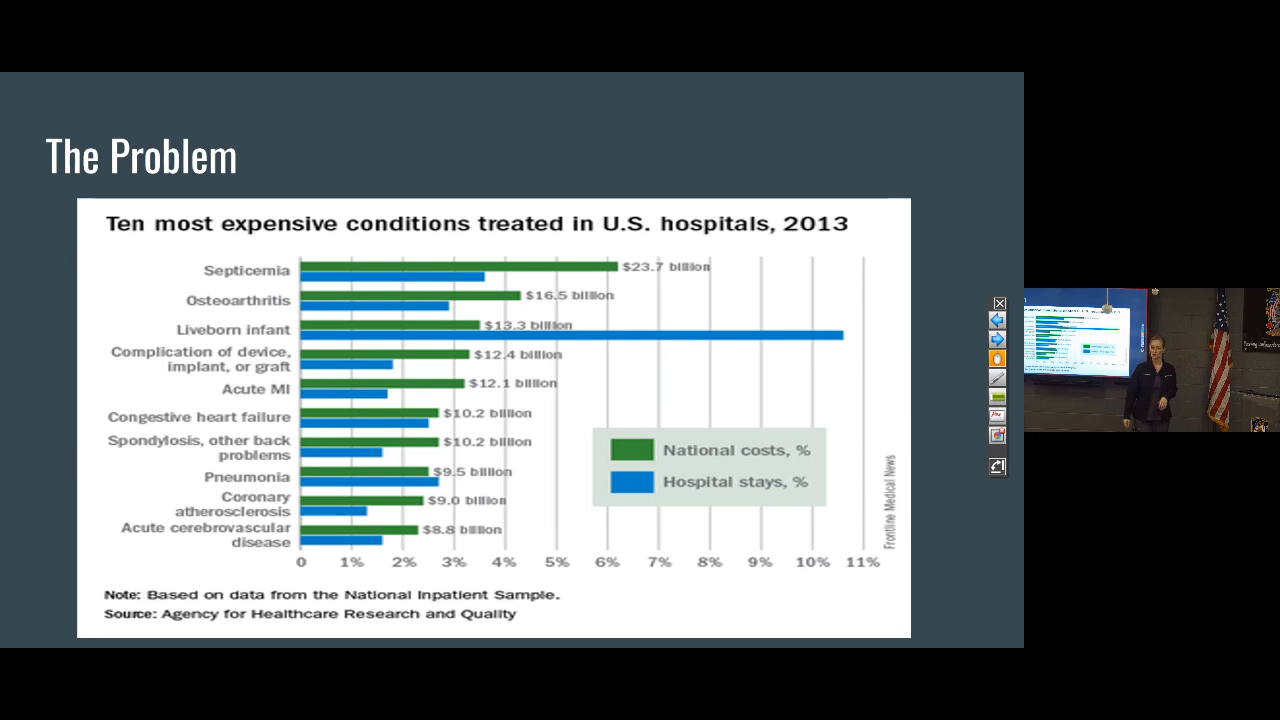 The Problem
Ten most expensive conditions treated in U.S. hospitals, 2013
Septicemia
$23.7 billion
Osteoarthritis
$16.5 billion
Liveborn infant
$13.3 billion
Complication of device,
implant, or graft
$12.4 billion
Acute MI
$12.1 billion
Congestive heart failure
$10.2 billion
Spondylosis, other back
problems
$10.2 billion
Pneumonia
$9.5 billion
Coronary
atherosclerosis
$9.0 billion
Acute cerebrovascular
disease
$8.8 billion
National costs, %
Hospital stays, %
0 1% 2% 3% 4% 5% 6% 7% 8% 9% 10% 11%
Frontline Medical News
Note: Based on data from the National Inpatient Sample.
Source: Agency for Healthcare Research and Quality